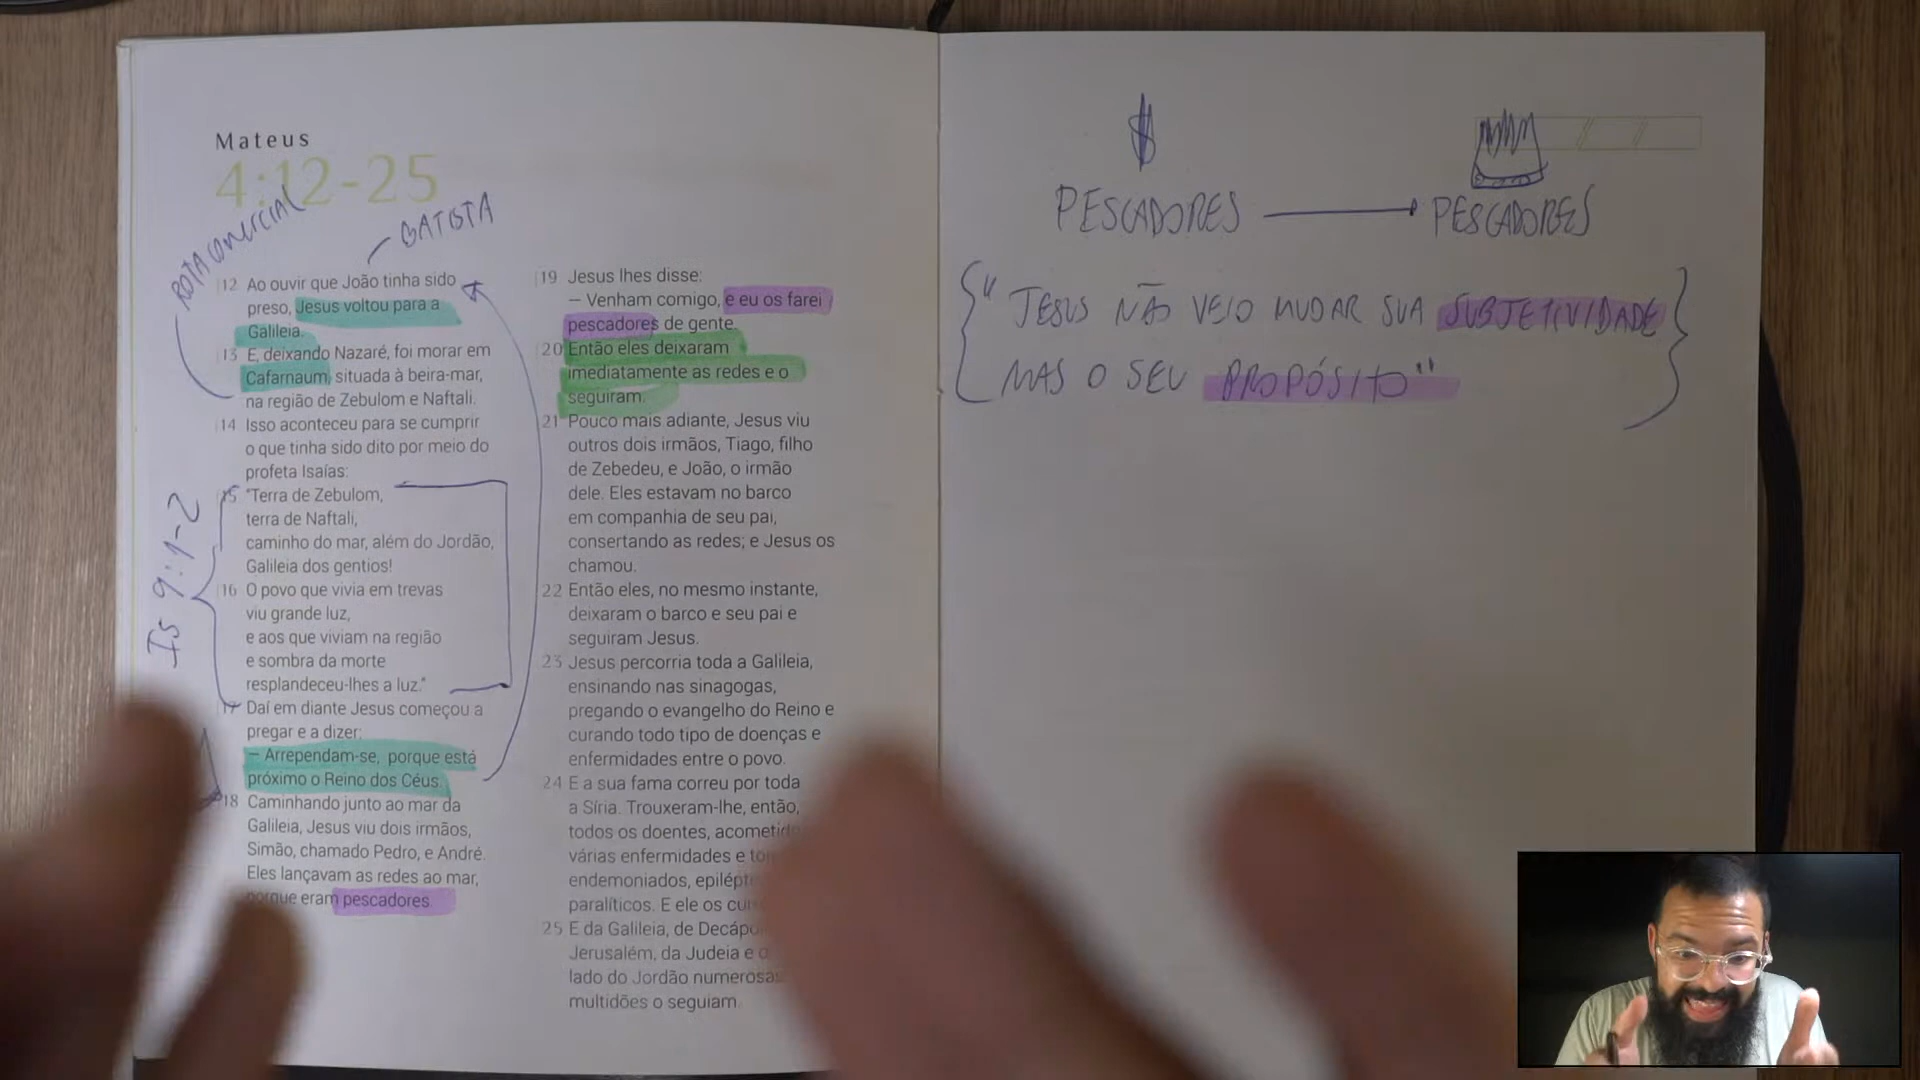 Mateus
4:12-25
ROTA COMERCIAL
BATISTA
12 Ao ouvir que João tinha sido
preso, Jesus voltou para a
Galileia.
13 E, deixando Nazaré, foi morar em
Cafarnaum, situada à beira-mar,
na região de Zebulom e Naftali.
14 Isso aconteceu para se cumprir
o que tinha sido dito por meio do
profeta Isaías:
Is 9:1-2
15 "Terra de Zebulom,
terra de Naftali,
caminho do mar, além do Jordão,
Galileia dos gentios!
16 O povo que vivia em trevas
viu grande luz,
e aos que viviam na região
e sombra da morte
resplandeceu-lhes a luz."
17 Daí em diante Jesus começou a
pregar e a dizer:
– Arrependam-se, porque está
próximo o Reino dos Céus.
18 Caminhando junto ao mar da
Galileia, Jesus viu dois irmãos,
Simão, chamado Pedro, e André.
Eles lançavam as redes ao mar,
porque eram pescadores.
19 Jesus lhes disse:
– Venham comigo, e eu os farei
pescadores de gente.
20 Então eles deixaram
imediatamente as redes e o
seguiram.
21 Pouco mais adiante, Jesus viu
outros dois irmãos, Tiago, filho
de Zebedeu, e João, o irmão
dele. Eles estavam no barco
em companhia de seu pai,
consertando as redes; e Jesus os
chamou.
22 Então eles, no mesmo instante,
deixaram o barco e seu pai e
seguiram Jesus.
23 Jesus percorria toda a Galileia,
ensinando nas sinagogas,
pregando o evangelho do Reino e
curando todo tipo de doenças e
enfermidades entre o povo.
24 E a sua fama correu por toda
a Síria. Trouxeram-lhe, então,
todos os doentes,
várias enfermidades e
endemoniados,
paralíticos. E ele os
25 E da Galileia, de
Jerusalém, da Judeia e
lado do Jordão
multidões o seguiam.
$
PESCADORES PESCADORES
"JESUS NÃO VEIO MUDAR SUA SUBJETIVIDADE
MAS O SEU PROPÓSITO"